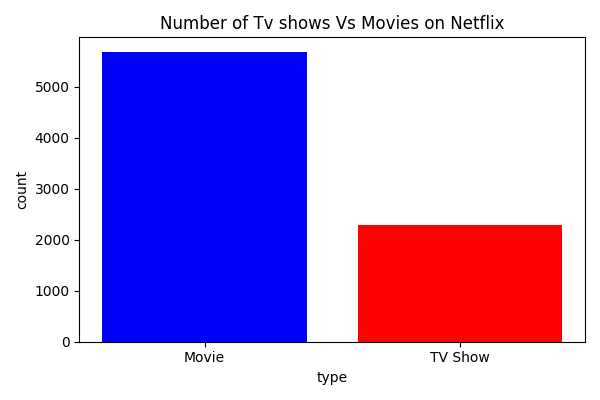 Number of Tv shows Vs Movies on Netflix
5000
4000
3000
2000
1000
0
count
Movie
TV Show
type